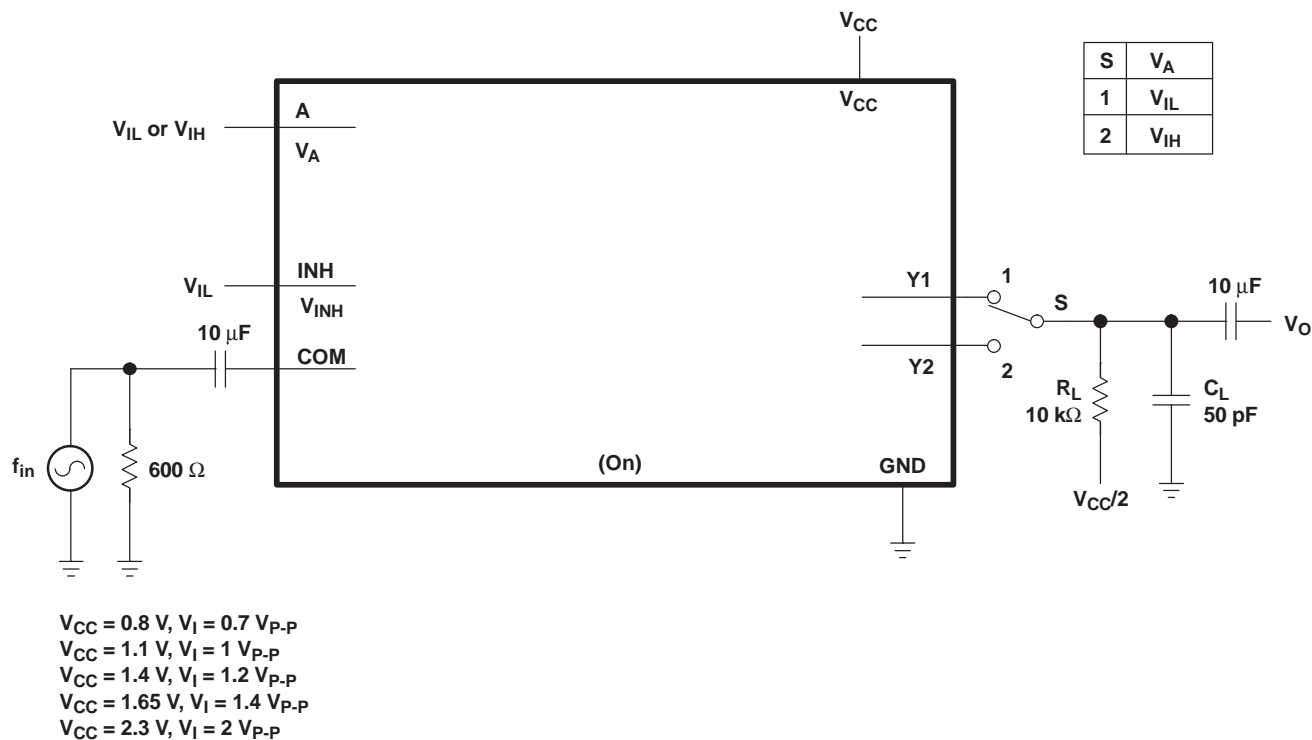 VCC
S VA
1 VIL
2 VIH
VCC
A
VIL or VIH
VA
INH
VIL
VINH
Y1
1
S
10 μF
VO
10 μF
COM
Y2
2
RL
10 kΩ
CL
50 pF
fin
600 Ω
(On)
GND
VCC/2
VCC = 0.8 V, VI = 0.7 VP-P
VCC = 1.1 V, VI = 1 VP-P
VCC = 1.4 V, VI = 1.2 VP-P
VCC = 1.65 V, VI = 1.4 VP-P
VCC = 2.3 V, VI = 2 VP-P